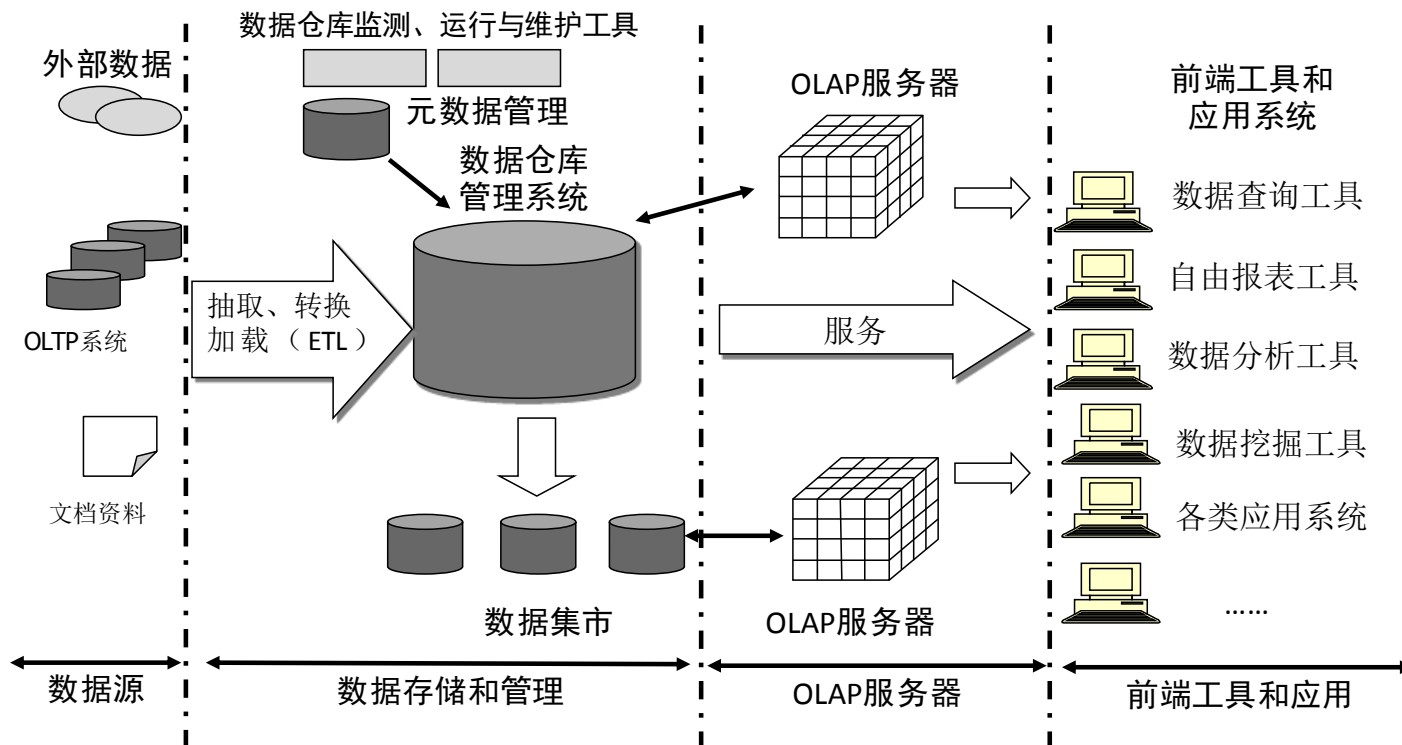 数据仓库监测、运行与维护工具
外部数据
元数据管理
数据仓库
管理系统
OLAP服务器
前端工具和
应用系统
OLTP系统
抽取、转换
加载（ETL）
服务
数据查询工具
自由报表工具
数据分析工具
数据挖掘工具
各类应用系统
……
文档资料
数据集市
OLAP服务器
数据源
数据存储和管理
OLAP服务器
前端工具和应用